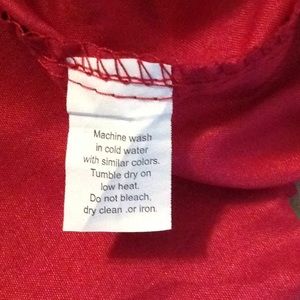 Machine wash
in cold water
with similar colors.
Tumble dry on
low heat.
Do not bleach,
dry clean .or iron.